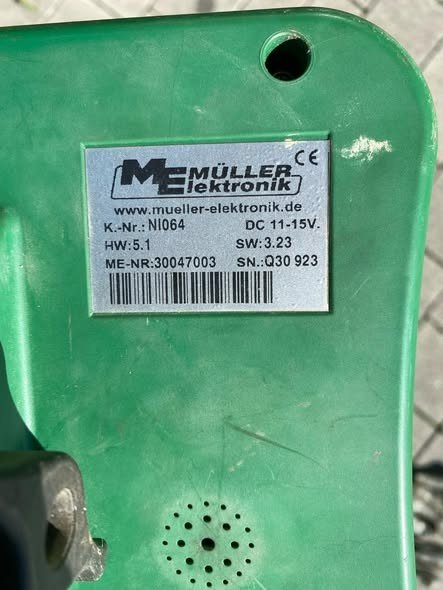 ME MÜLLER Elektronik CE
www.mueller-elektronik.de
K.-Nr.: NI064 DC 11-15V.
HW:5.1 SW:3.23
ME-NR:30047003 SN.:Q30 923